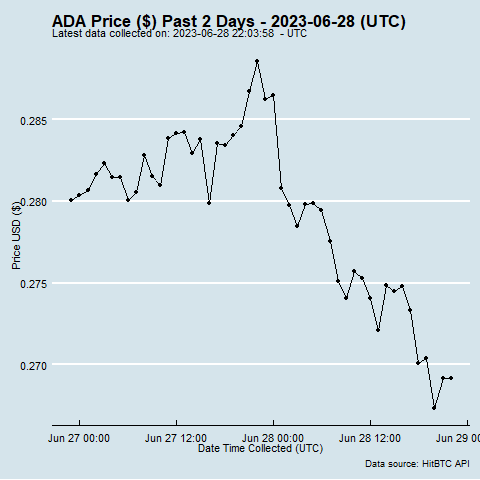 ADA Price ($) Past 2 Days - 2023-06-28 (UTC)
Latest data collected on: 2023-06-28 22:03:58 - UTC
0.285
0.280
0.275
0.270
Price USD ($)
Jun 27 00:00 Jun 27 12:00 Jun 28 00:00 Jun 28 12:00 Jun 29 00
Date Time Collected (UTC)
Data source: HitBTC API